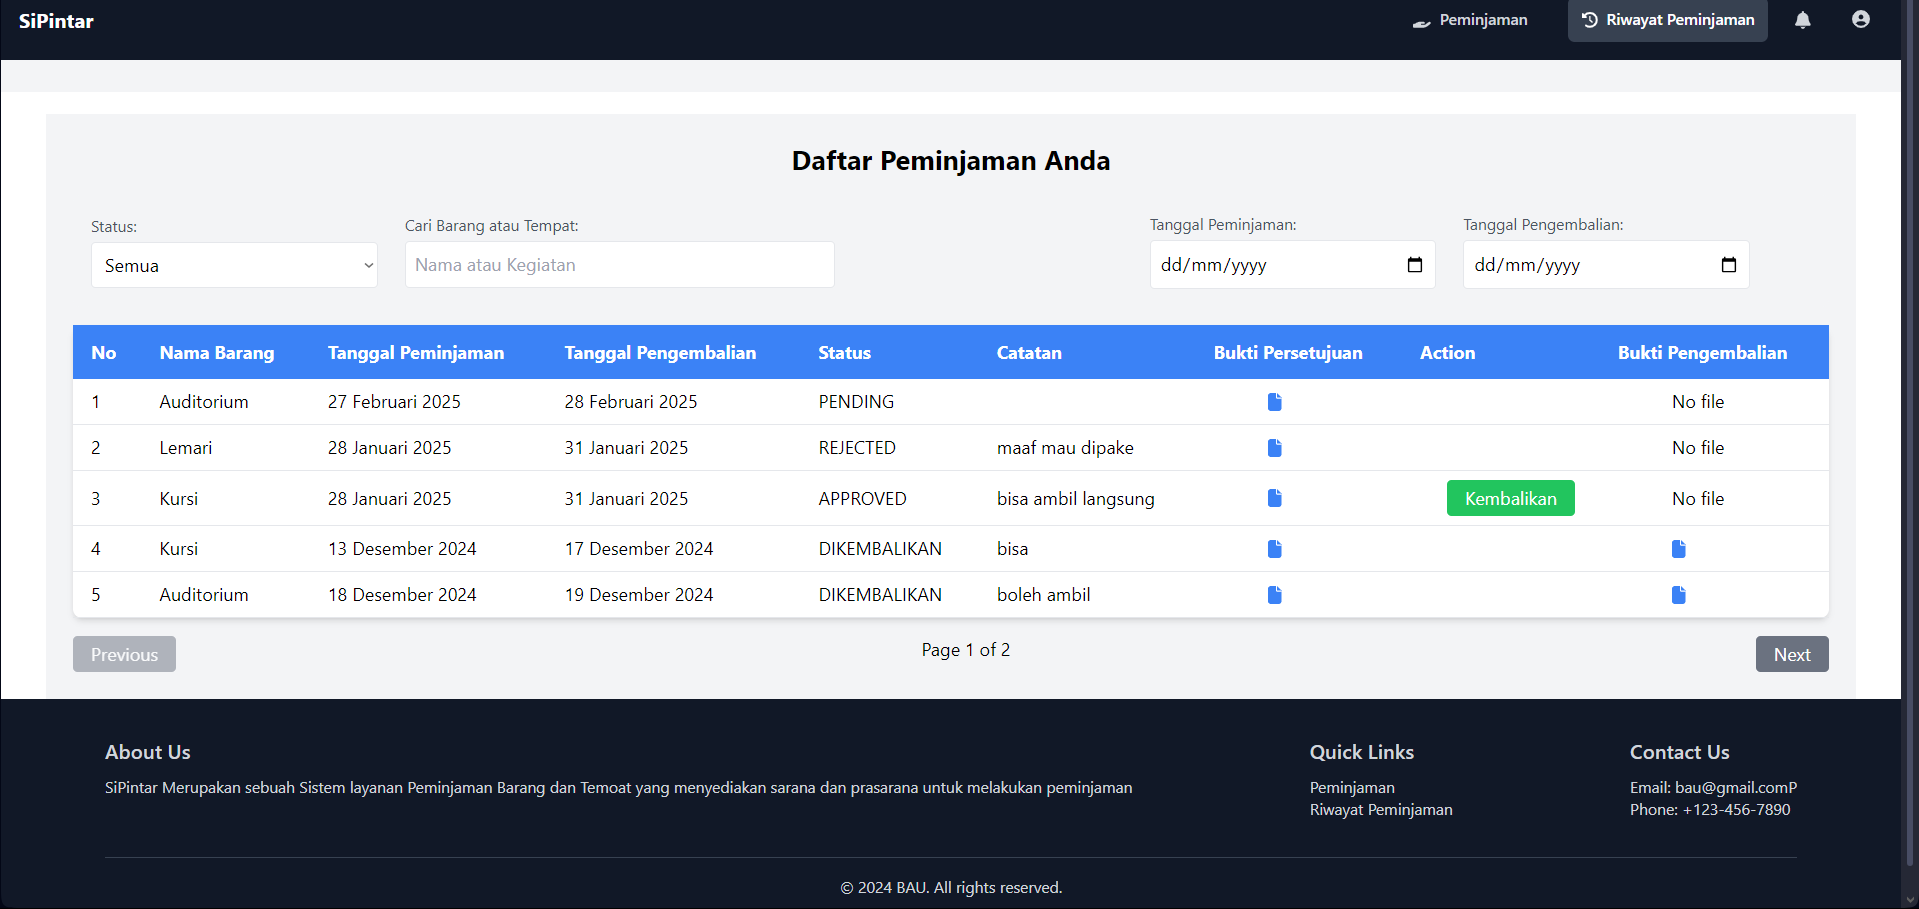 SiPintar
Peminjaman
Riwayat Peminjaman
Daftar Peminjaman Anda
Status:
Semua
Cari Barang atau Tempat:
Nama atau Kegiatan
Tanggal Peminjaman:
dd/mm/yyyy
Tanggal Pengembalian:
dd/mm/yyyy
No Nama Barang Tanggal Peminjaman Tanggal Pengembalian Status Catatan Bukti Persetujuan Action Bukti Pengembalian
1 Auditorium 27 Februari 2025 28 Februari 2025 PENDING No file
2 Lemari 28 Januari 2025 31 Januari 2025 REJECTED maaf mau dipake No file
3 Kursi 28 Januari 2025 31 Januari 2025 APPROVED bisa ambil langsung Kembalikan No file
4 Kursi 13 Desember 2024 17 Desember 2024 DIKEMBALIKAN bisa
5 Auditorium 18 Desember 2024 19 Desember 2024 DIKEMBALIKAN boleh ambil
Previous
Page 1 of 2
Next
About Us
SiPintar Merupakan sebuah Sistem layanan Peminjaman Barang dan Temoat yang menyediakan sarana dan prasarana untuk melakukan peminjaman
Quick Links
Peminjaman
Riwayat Peminjaman
Contact Us
Email: bau@gmail.comP
Phone: +123-456-7890
© 2024 BAU. All rights reserved.